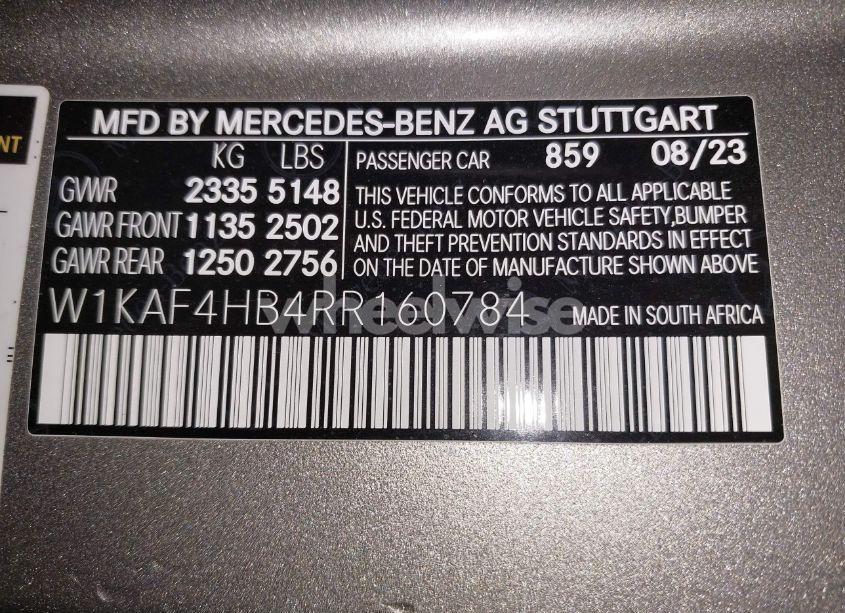 NT
MFD BY MERCEDES-BENZ AG STUTTGART
KG LBS
GVWR 2335 5148
GAWR FRONT 1135 2502
GAWR REAR 1250 2756
PASSENGER CAR 859 08/23
THIS VEHICLE CONFORMS TO ALL APPLICABLE
U.S. FEDERAL MOTOR VEHICLE SAFETY,BUMPER
AND THEFT PREVENTION STANDARDS IN EFFECT
ON THE DATE OF MANUFACTURE SHOWN ABOVE
W1KAF4HB4RR160784 MADE IN SOUTH AFRICA
wheelwise